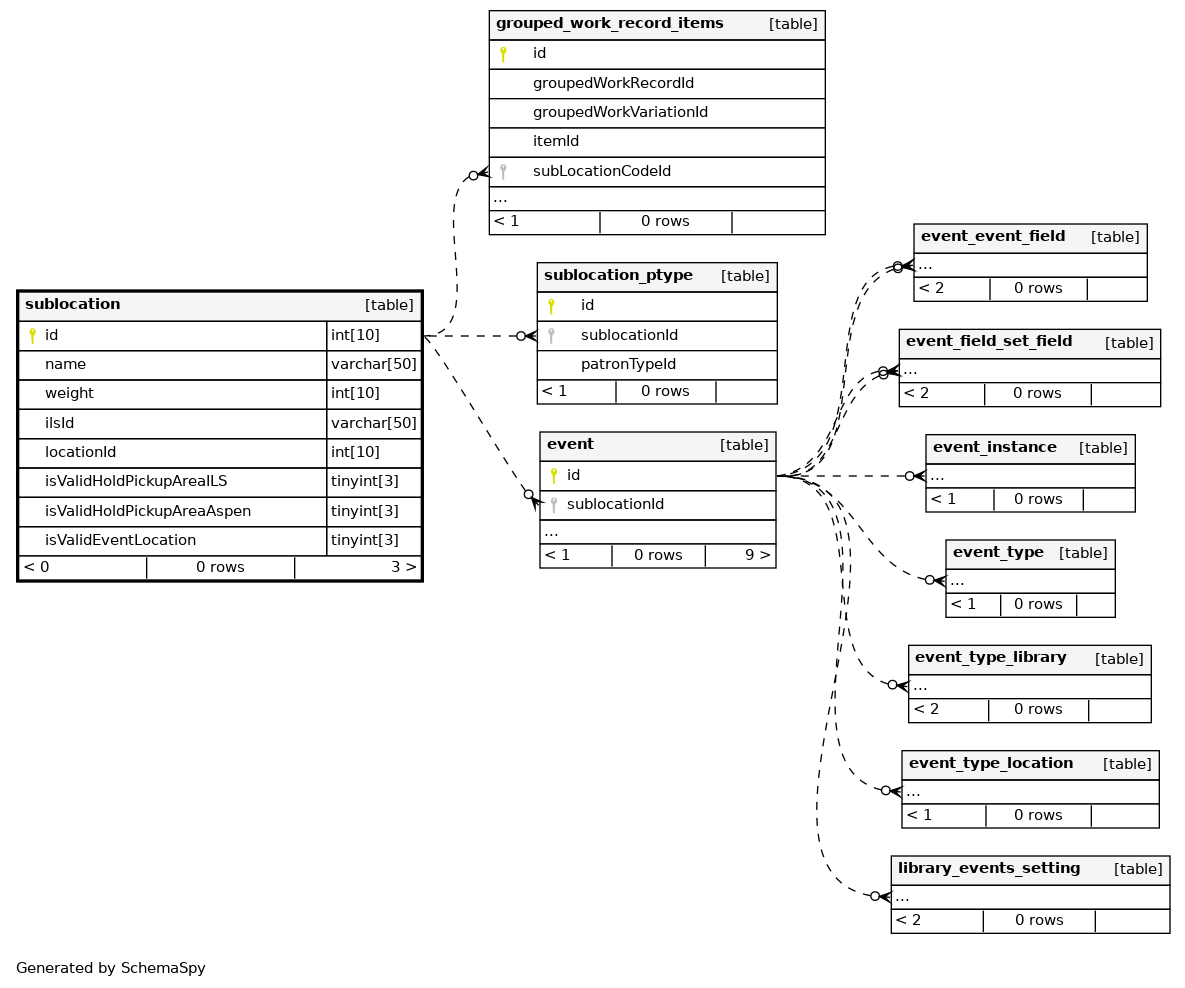 grouped_work_record_items [table]
id
groupedWorkRecordId
groupedWorkVariationId
itemId
subLocationCodeId
...
< 1 0 rows
sublocation_ptype [table]
id
sublocationId
patronTypeId
< 1 0 rows
sublocation [table]
id int[10]
name varchar[50]
weight int[10]
ilsId varchar[50]
locationId int[10]
isValidHoldPickupAreaILS tinyint[3]
isValidHoldPickupAreaAspen tinyint[3]
isValidEventLocation tinyint[3]
< 0 0 rows 3 >
event [table]
id
sublocationId
...
< 1 0 rows 9 >
event_event_field [table]
...
< 2 0 rows
event_field_set_field [table]
...
< 2 0 rows
event_instance [table]
...
< 1 0 rows
event_type [table]
...
< 1 0 rows
event_type_library [table]
...
< 2 0 rows
event_type_location [table]
...
< 1 0 rows
library_events_setting [table]
...
< 2 0 rows
Generated by SchemaSpy